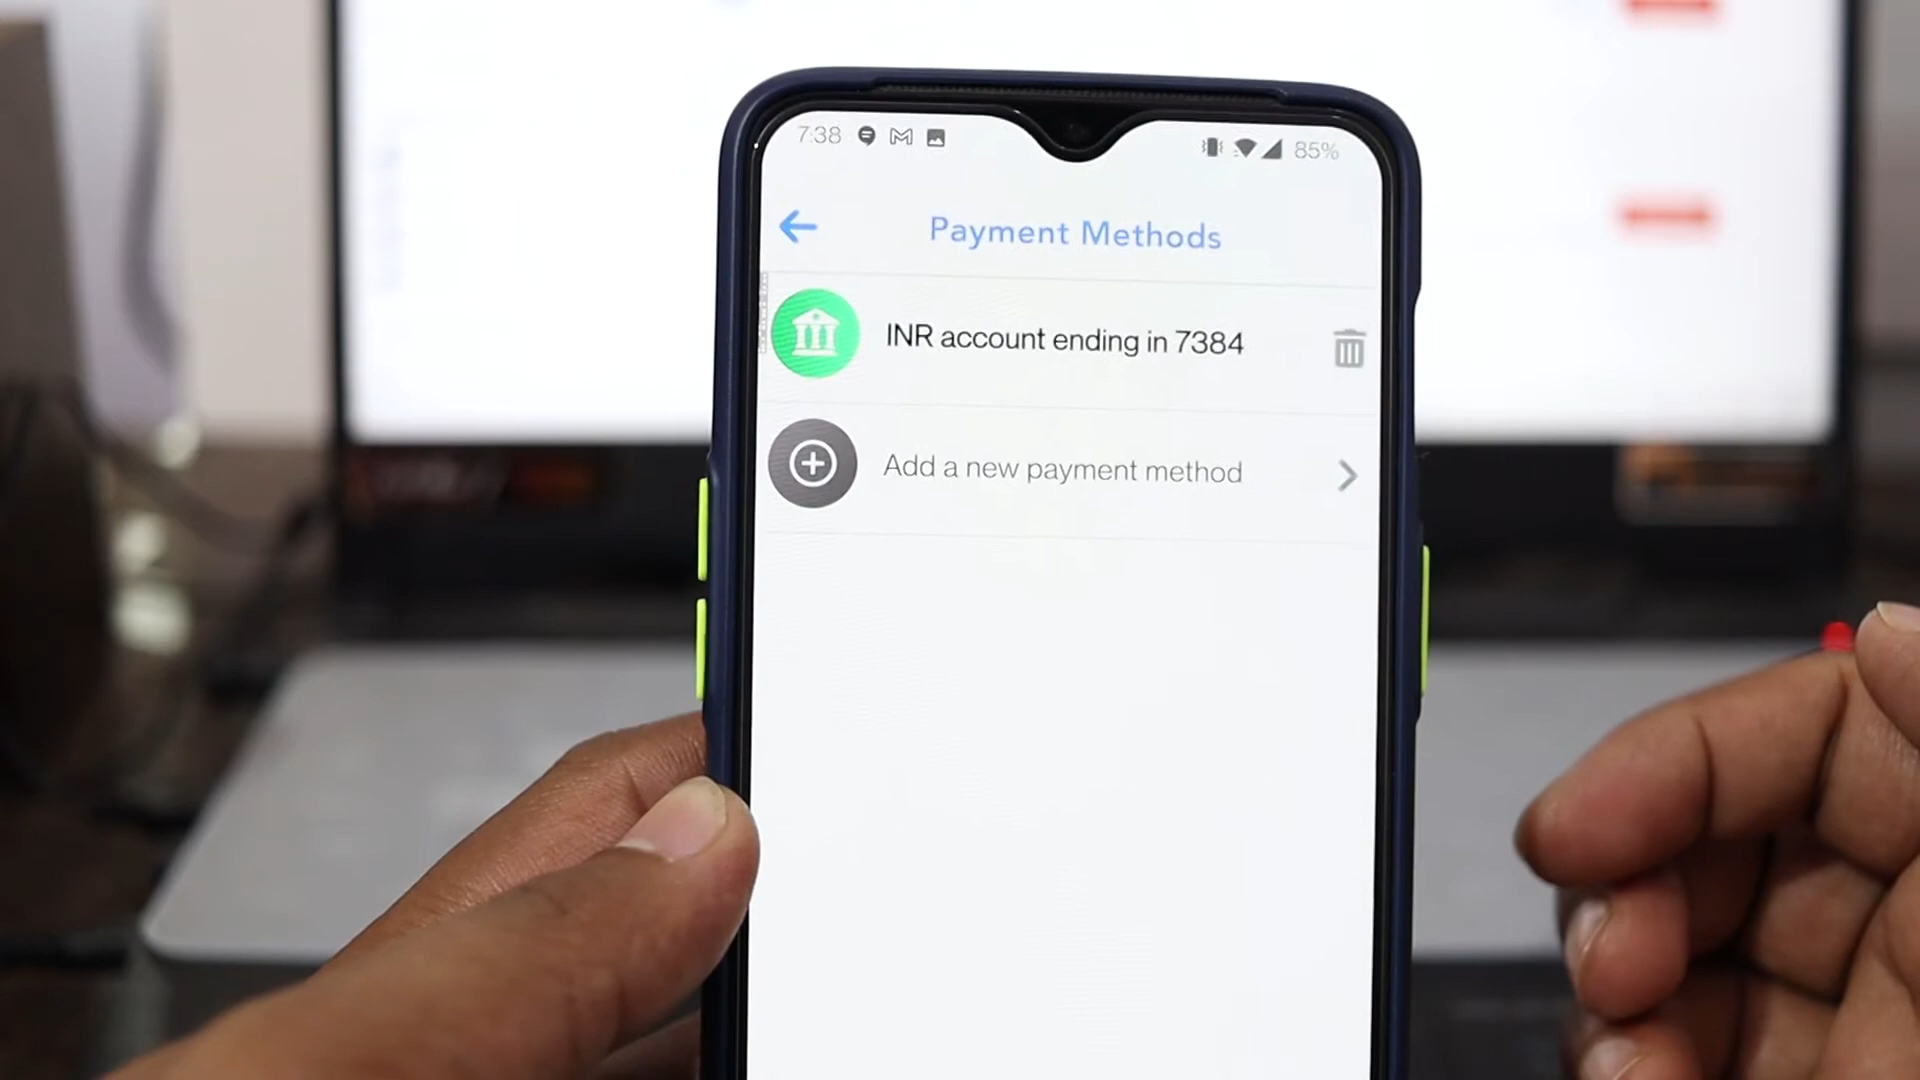 7:38 85%
Payment Methods
INR account ending in 7384
Add a new payment method